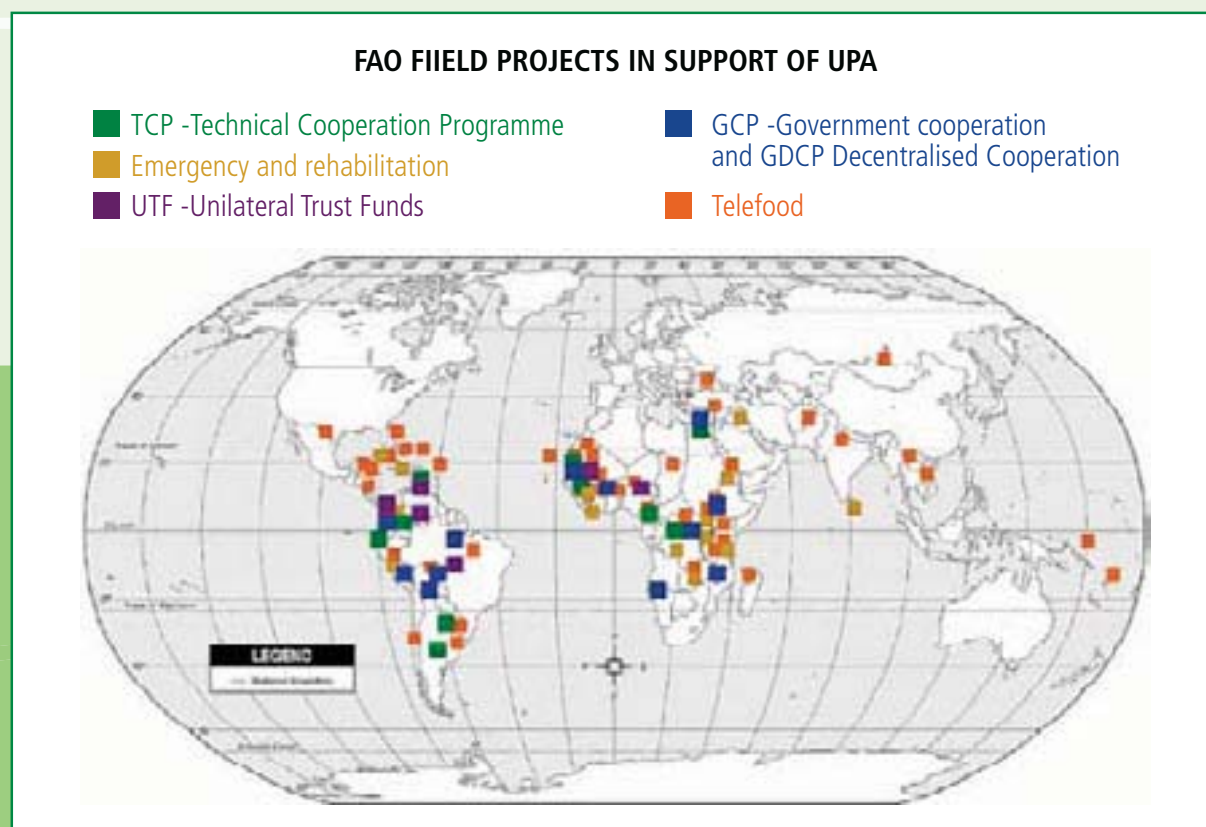 FAO FIIELD PROJECTS IN SUPPORT OF UPA
TCP -Technical Cooperation Programme
Emergency and rehabilitation
UTF -Unilateral Trust Funds
GCP -Government cooperation
and GDCP Decentralised Cooperation
Telefood
LEGEND